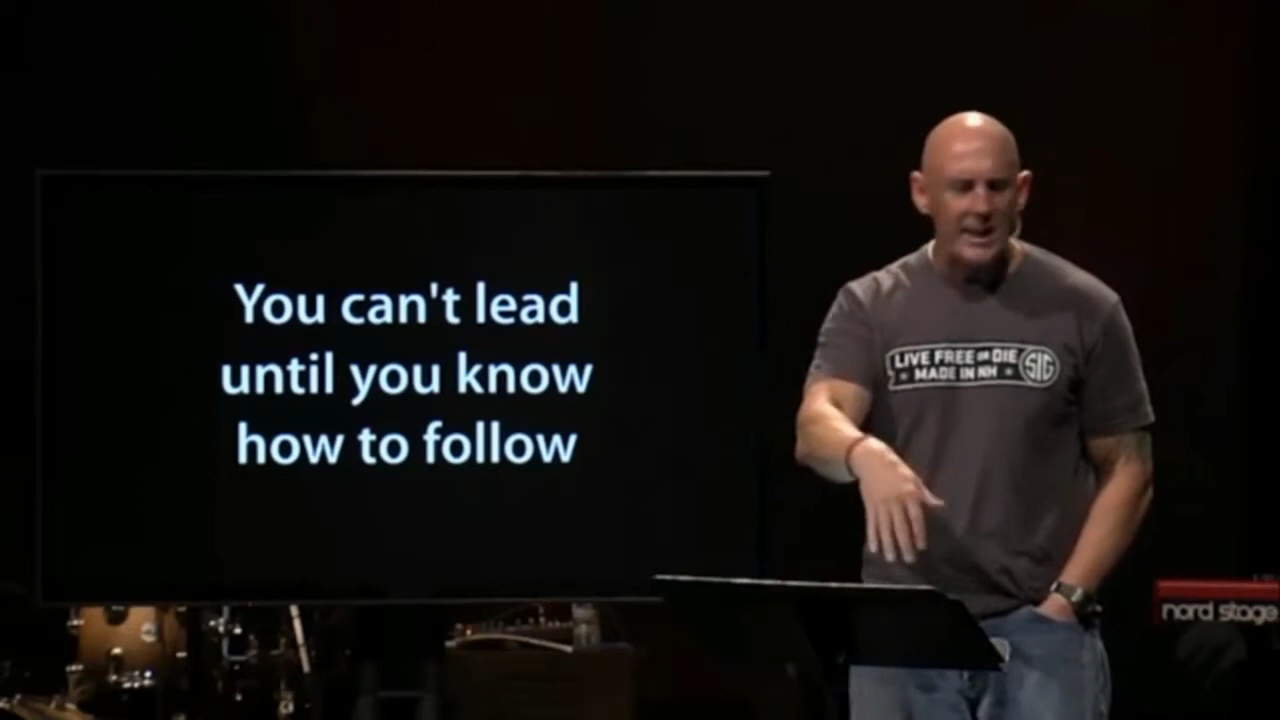 You can't lead
until you know
how to follow
LIVE FREE OR DIE
MADE IN NH
SIG
nord stage